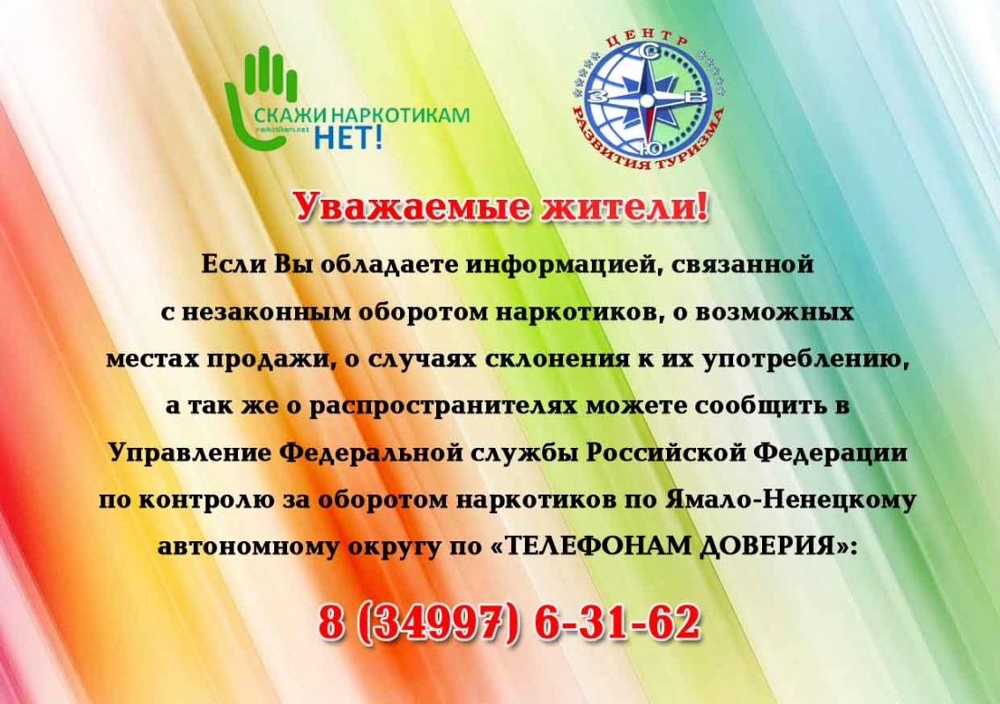 СКАЖИ НАРКОТИКАМ
narkotikam.net
НЕТ!
ЦЕНТР
С
З
В
Ю
РАЗВИТИЯ ТУРИЗМА
Уважаемые жители!
Если Вы обладаете информацией, связанной
с незаконным оборотом наркотиков, о возможных
местах продажи, о случаях склонения к их употреблению,
а так же о распространителях можете сообщить в
Управление Федеральной службы Российской Федерации
по контролю за оборотом наркотиков по Ямало-Ненецкому
автономному округу по «ТЕЛЕФОНАМ ДОВЕРИЯ»:
8 (34997) 6-31-62